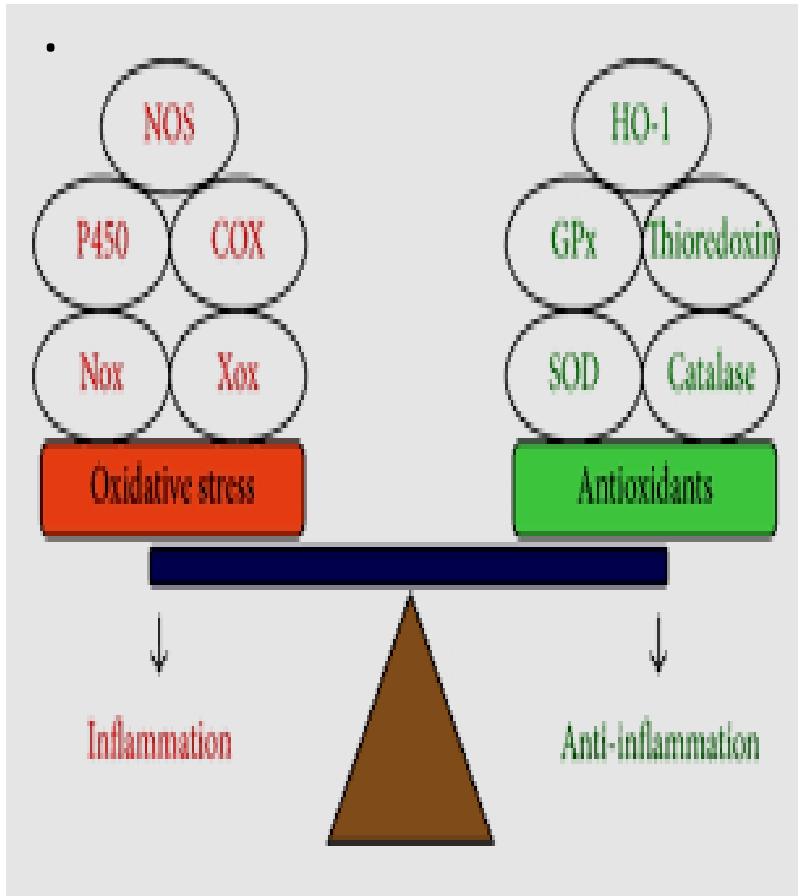 NOS
P450
COX
Nox
Xox
Oxidative stress
Inflammation
HO-1
GPx
Thioredoxin
SOD
Catalase
Antioxidants
Anti-inflammation